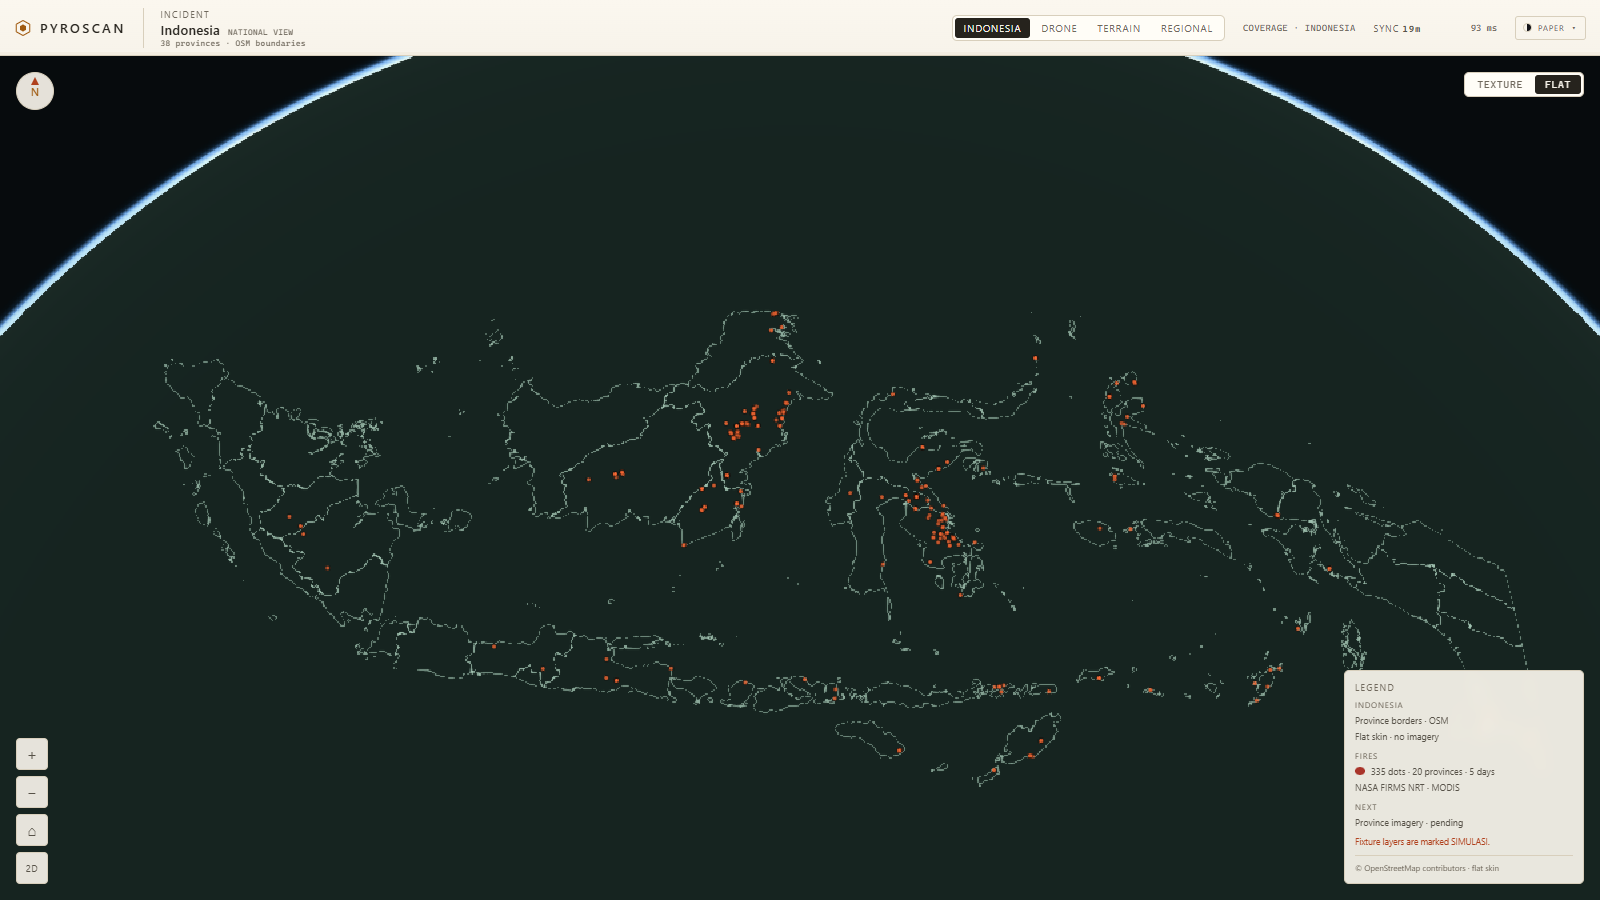 PYROSCAN
INCIDENT
Indonesia NATIONAL VIEW
38 provinces · OSM boundaries
INDONESIA DRONE TERRAIN REGIONAL
COVERAGE · INDONESIA
SYNC 19m
93 ms
PAPER
N
TEXTURE FLAT
+
−
2D
LEGEND
INDONESIA
Province borders · OSM
Flat skin · no imagery
FIRES
335 dots · 20 provinces · 5 days
NASA FIRMS NRT · MODIS
NEXT
Province imagery · pending
Fixture layers are marked SIMULASI.
© OpenStreetMap contributors · flat skin